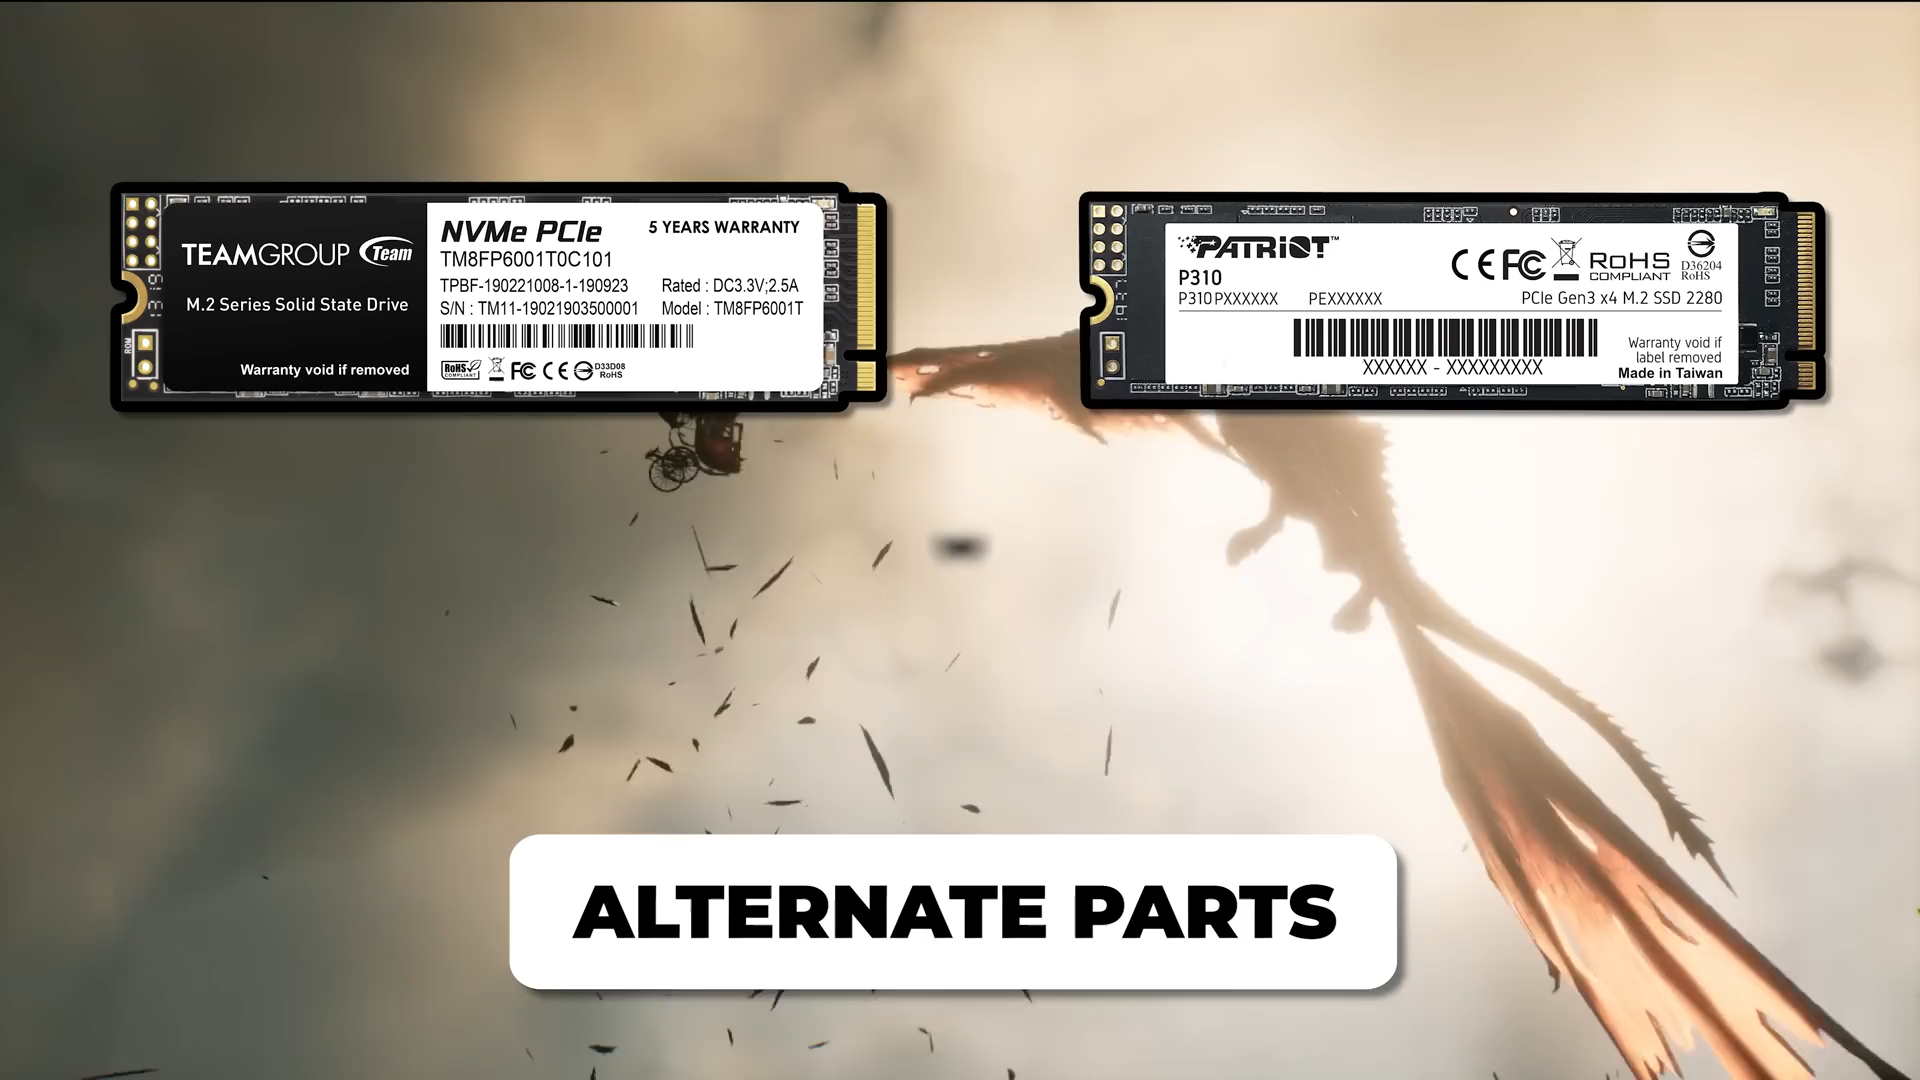 TEAMGROUP Team
M.2 Series Solid State Drive
Warranty void if removed
ROM
NVMe PCIe 5 YEARS WARRANTY
TM8FP6001T0C101
TPBF-190221008-1-190923 Rated : DC3.3V;2.5A
S/N : TM11-19021903500001 Model : TM8FP6001T
RoHS COMPLIANT FC CE D33D08 RoHS
PATRIOT™
P310
P310PXXXXXX PEXXXXXX
CE FC RoHS COMPLIANT D36204 RoHS
PCIe Gen3 x4 M.2 SSD 2280
XXXXXX - XXXXXXXXX
Warranty void if
label removed
Made in Taiwan
ALTERNATE PARTS